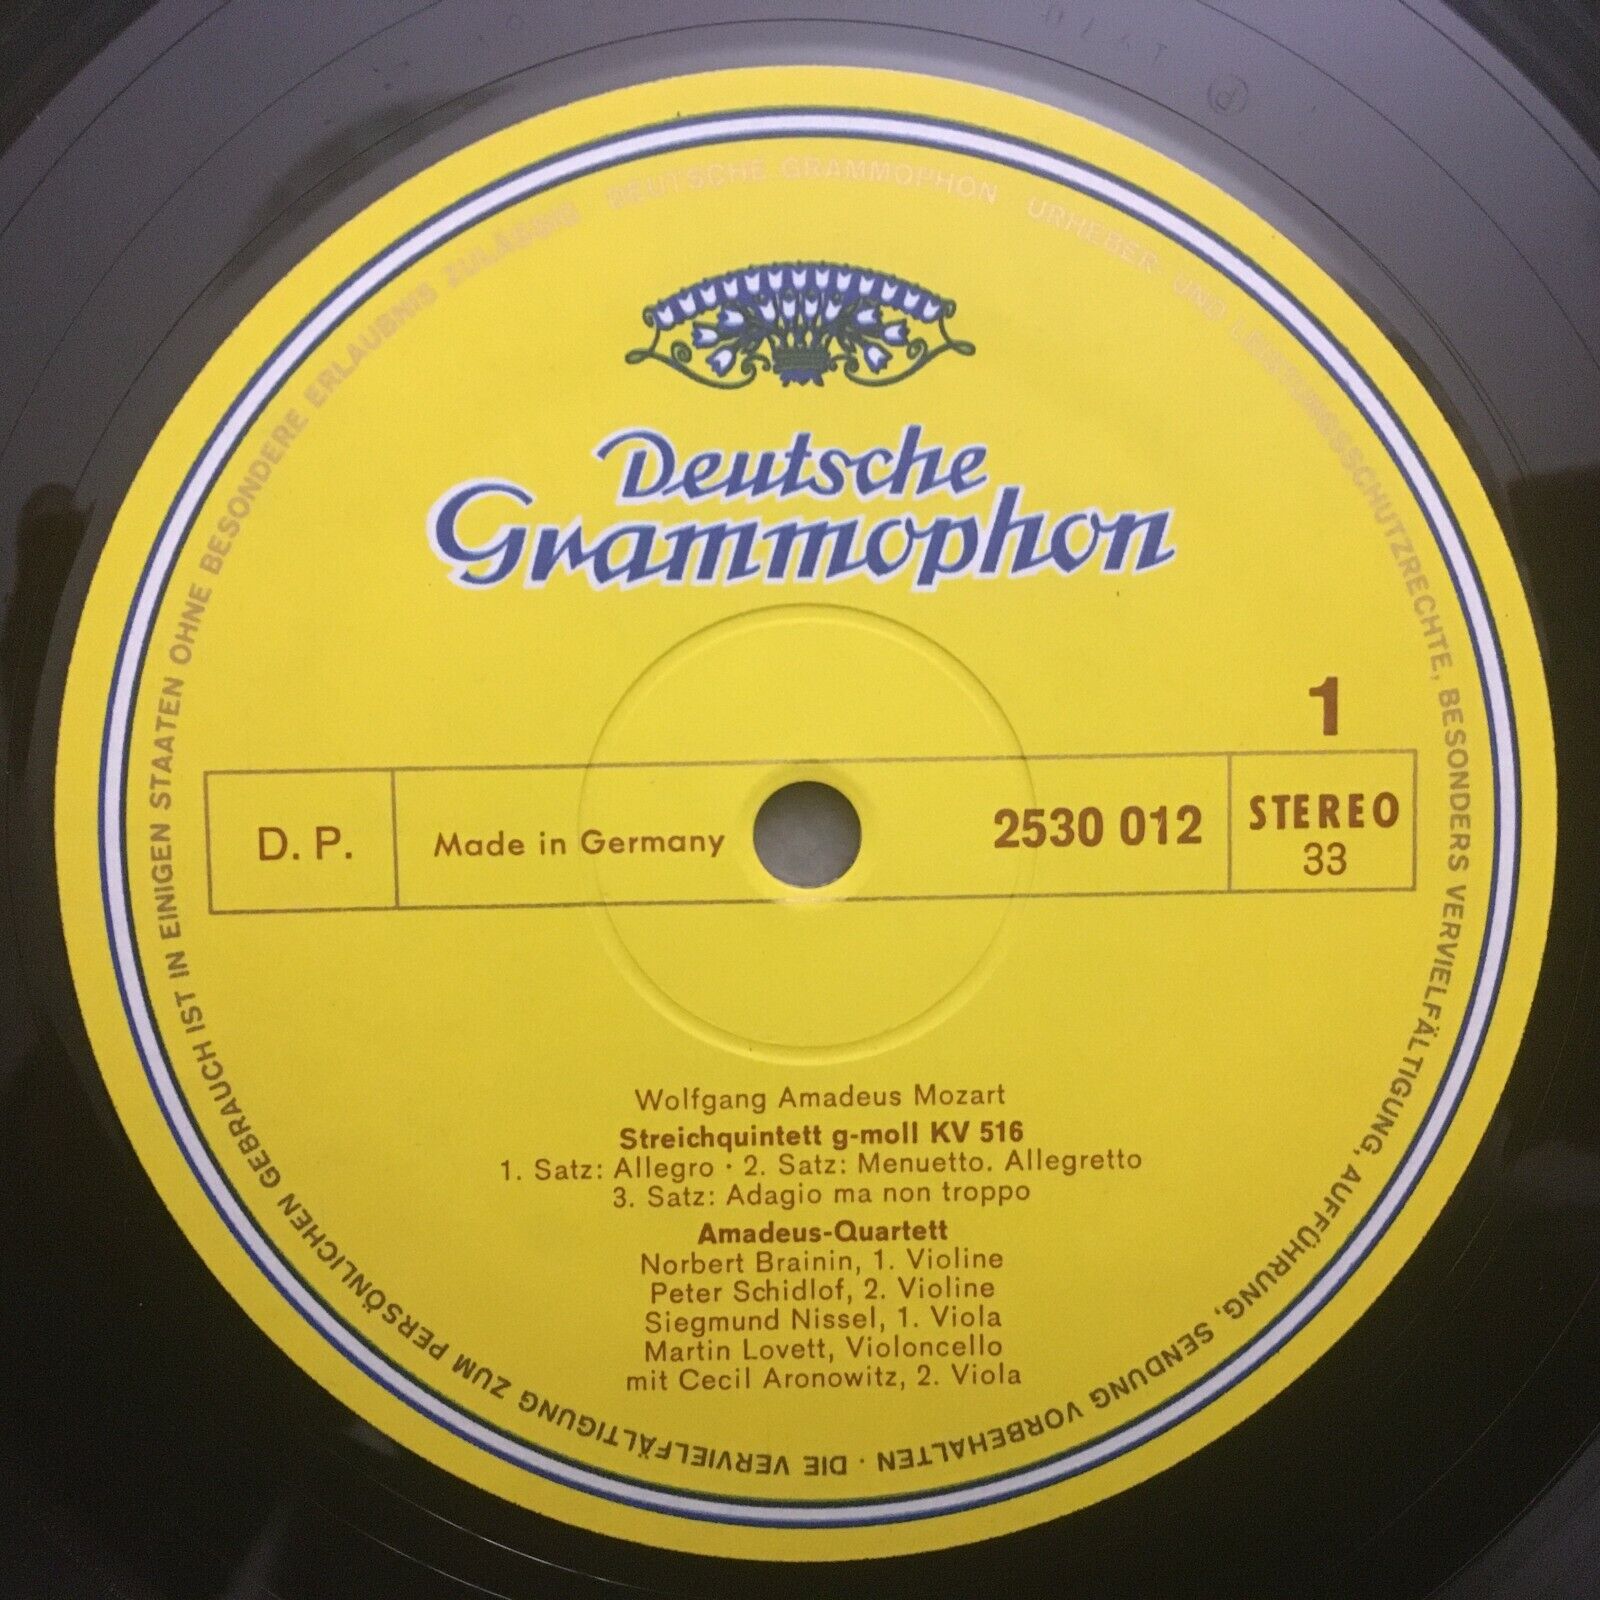 DEUTSCHE GRAMMOPHON · URHEBER- UND LEISTUNGSSCHUTZRECHTE, BESONDERS VERVIELFÄLTIGUNG, AUFFÜHRUNG, SENDUNG VORBEHALTEN · DIE VERVIELFÄLTIGUNG ZUM PERSÖNLICHEN GEBRAUCH IST IN EINIGEN STAATEN OHNE BESONDERE ERLAUBNIS ZULÄSSIG ·
Deutsche
Grammophon
1
D. P. Made in Germany 2530 012 STEREO
33
Wolfgang Amadeus Mozart
Streichquintett g-moll KV 516
1. Satz: Allegro · 2. Satz: Menuetto. Allegretto
3. Satz: Adagio ma non troppo
Amadeus-Quartett
Norbert Brainin, 1. Violine
Peter Schidlof, 2. Violine
Siegmund Nissel, 1. Viola
Martin Lovett, Violoncello
mit Cecil Aronowitz, 2. Viola
℗